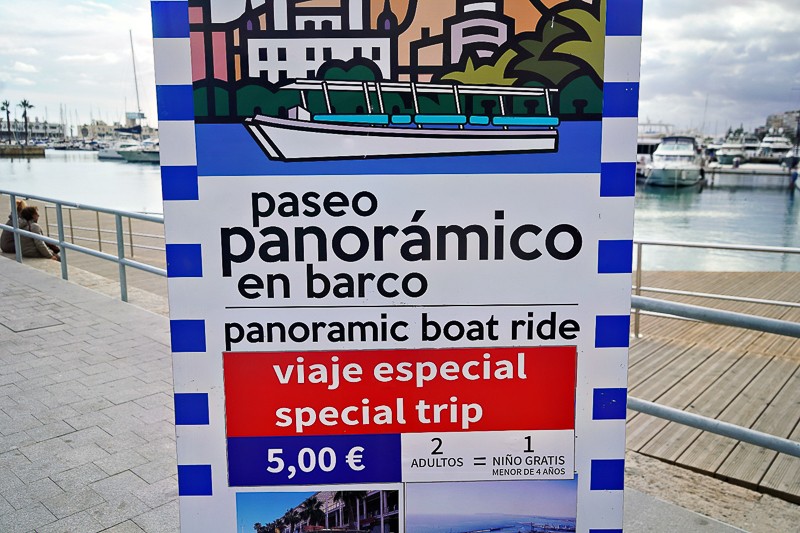 paseo
panorámico
en barco
panoramic boat ride
viaje especial
special trip
5,00 €
2 ADULTOS = 1 NIÑO GRATIS
MENOR DE 4 AÑOS